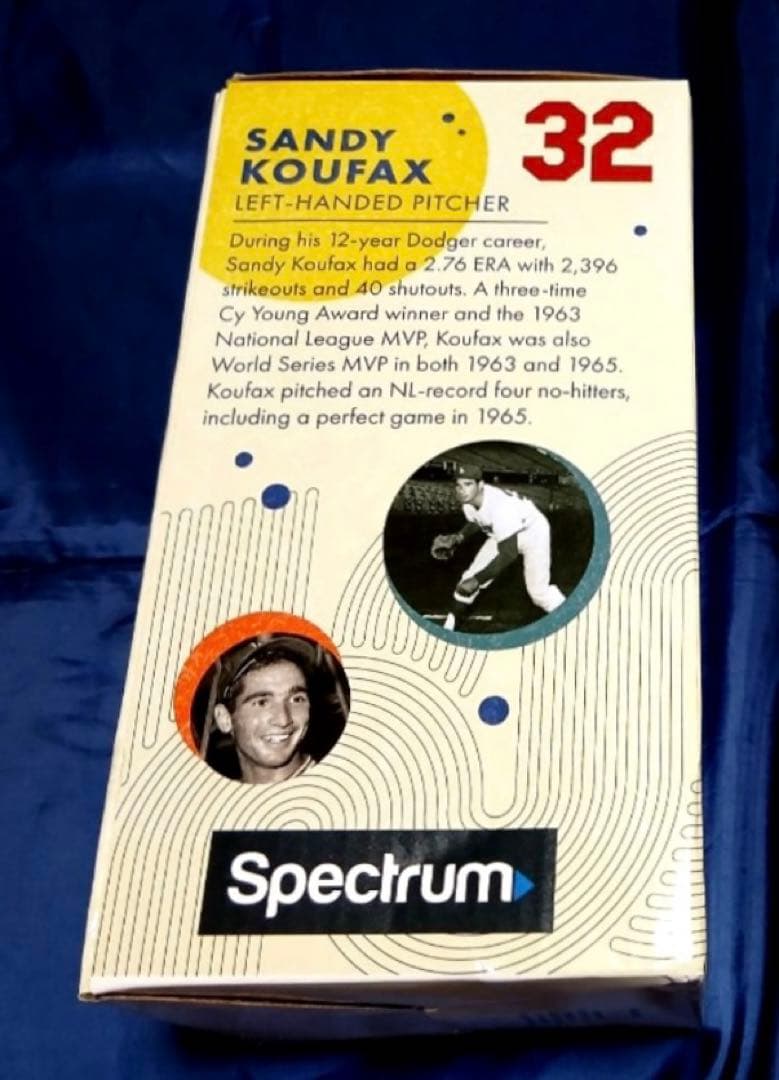 SANDY
KOUFAX
32
LEFT-HANDED PITCHER
During his 12-year Dodger career,
Sandy Koufax had a 2.76 ERA with 2,396
strikeouts and 40 shutouts. A three-time
Cy Young Award winner and the 1963
National League MVP, Koufax was also
World Series MVP in both 1963 and 1965.
Koufax pitched an NL-record four no-hitters,
including a perfect game in 1965.
Spectrum